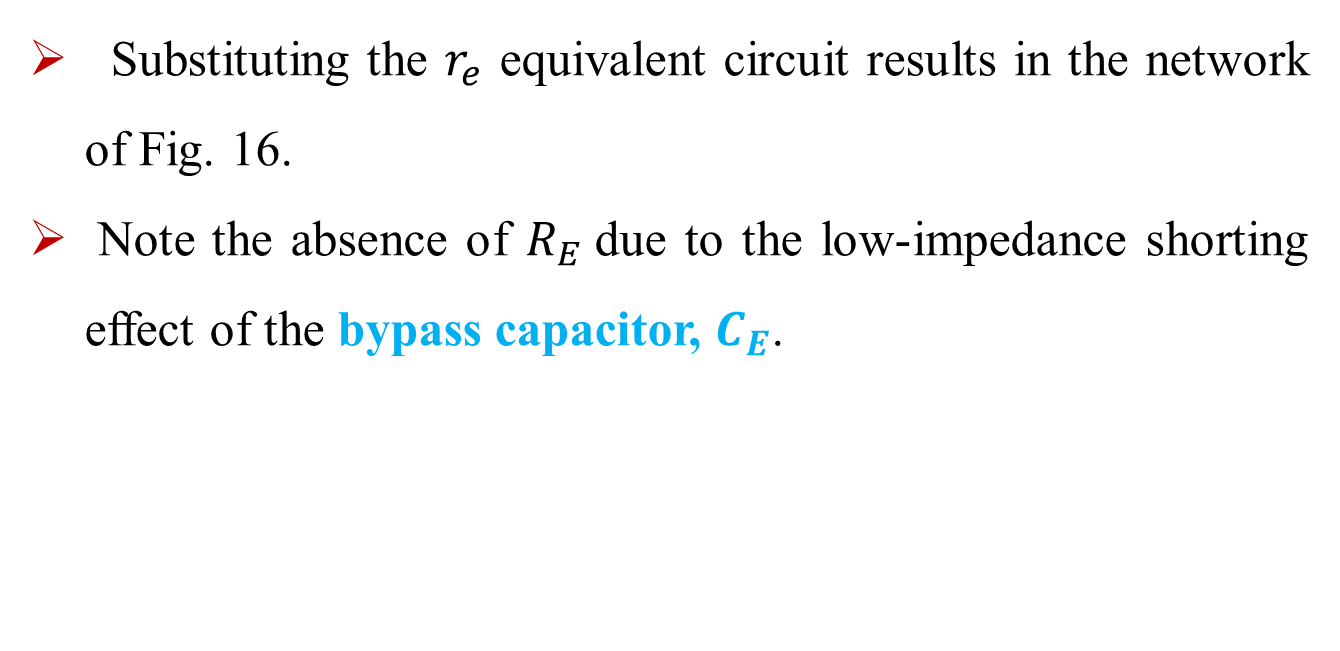 ➢ Substituting the rₑ equivalent circuit results in the network
of Fig. 16.
➢ Note the absence of R_E due to the low-impedance shorting
effect of the bypass capacitor, C_E.